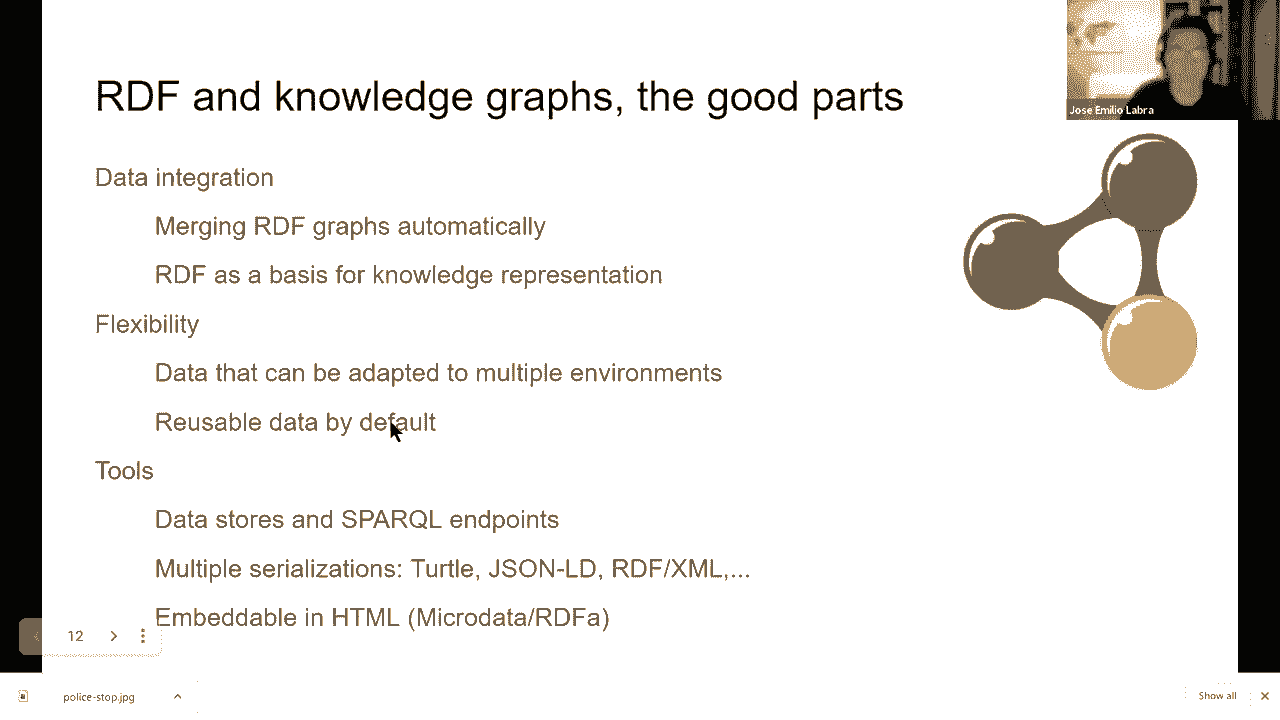 RDF and knowledge graphs, the good parts
Jose Emilio Labra
Data integration
Merging RDF graphs automatically
RDF as a basis for knowledge representation
Flexibility
Data that can be adapted to multiple environments
Reusable data by default
Tools
Data stores and SPARQL endpoints
Multiple serializations: Turtle, JSON-LD, RDF/XML,...
Embeddable in HTML (Microdata/RDFa)
12
police-stop.jpg
Show all